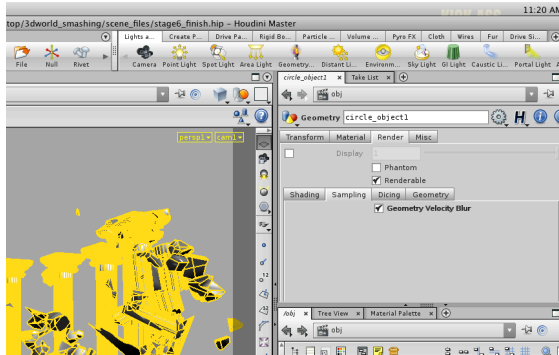 11:20 AM
top/3dworld_smashing/scene_files/stage6_finish.hip - Houdini Master
Lights a... Create P... Drive Pa... Rigid Bo... Particle ... Volume ... Pyro FX Cloth Wires Fur Drive Si...
File Null Rivet Camera Point Light Spot Light Area Light Geometry... Distant Li... Environm... Sky Light GI Light Caustic Li... Portal Light
circle_object1 x Take List x
obj
Geometry circle_object1
Transform Material Render Misc
persp1 cam1
Display 1
Phantom
Renderable
Shading Sampling Dicing Geometry
Geometry Velocity Blur
/obj x Tree View x Material Palette x
obj